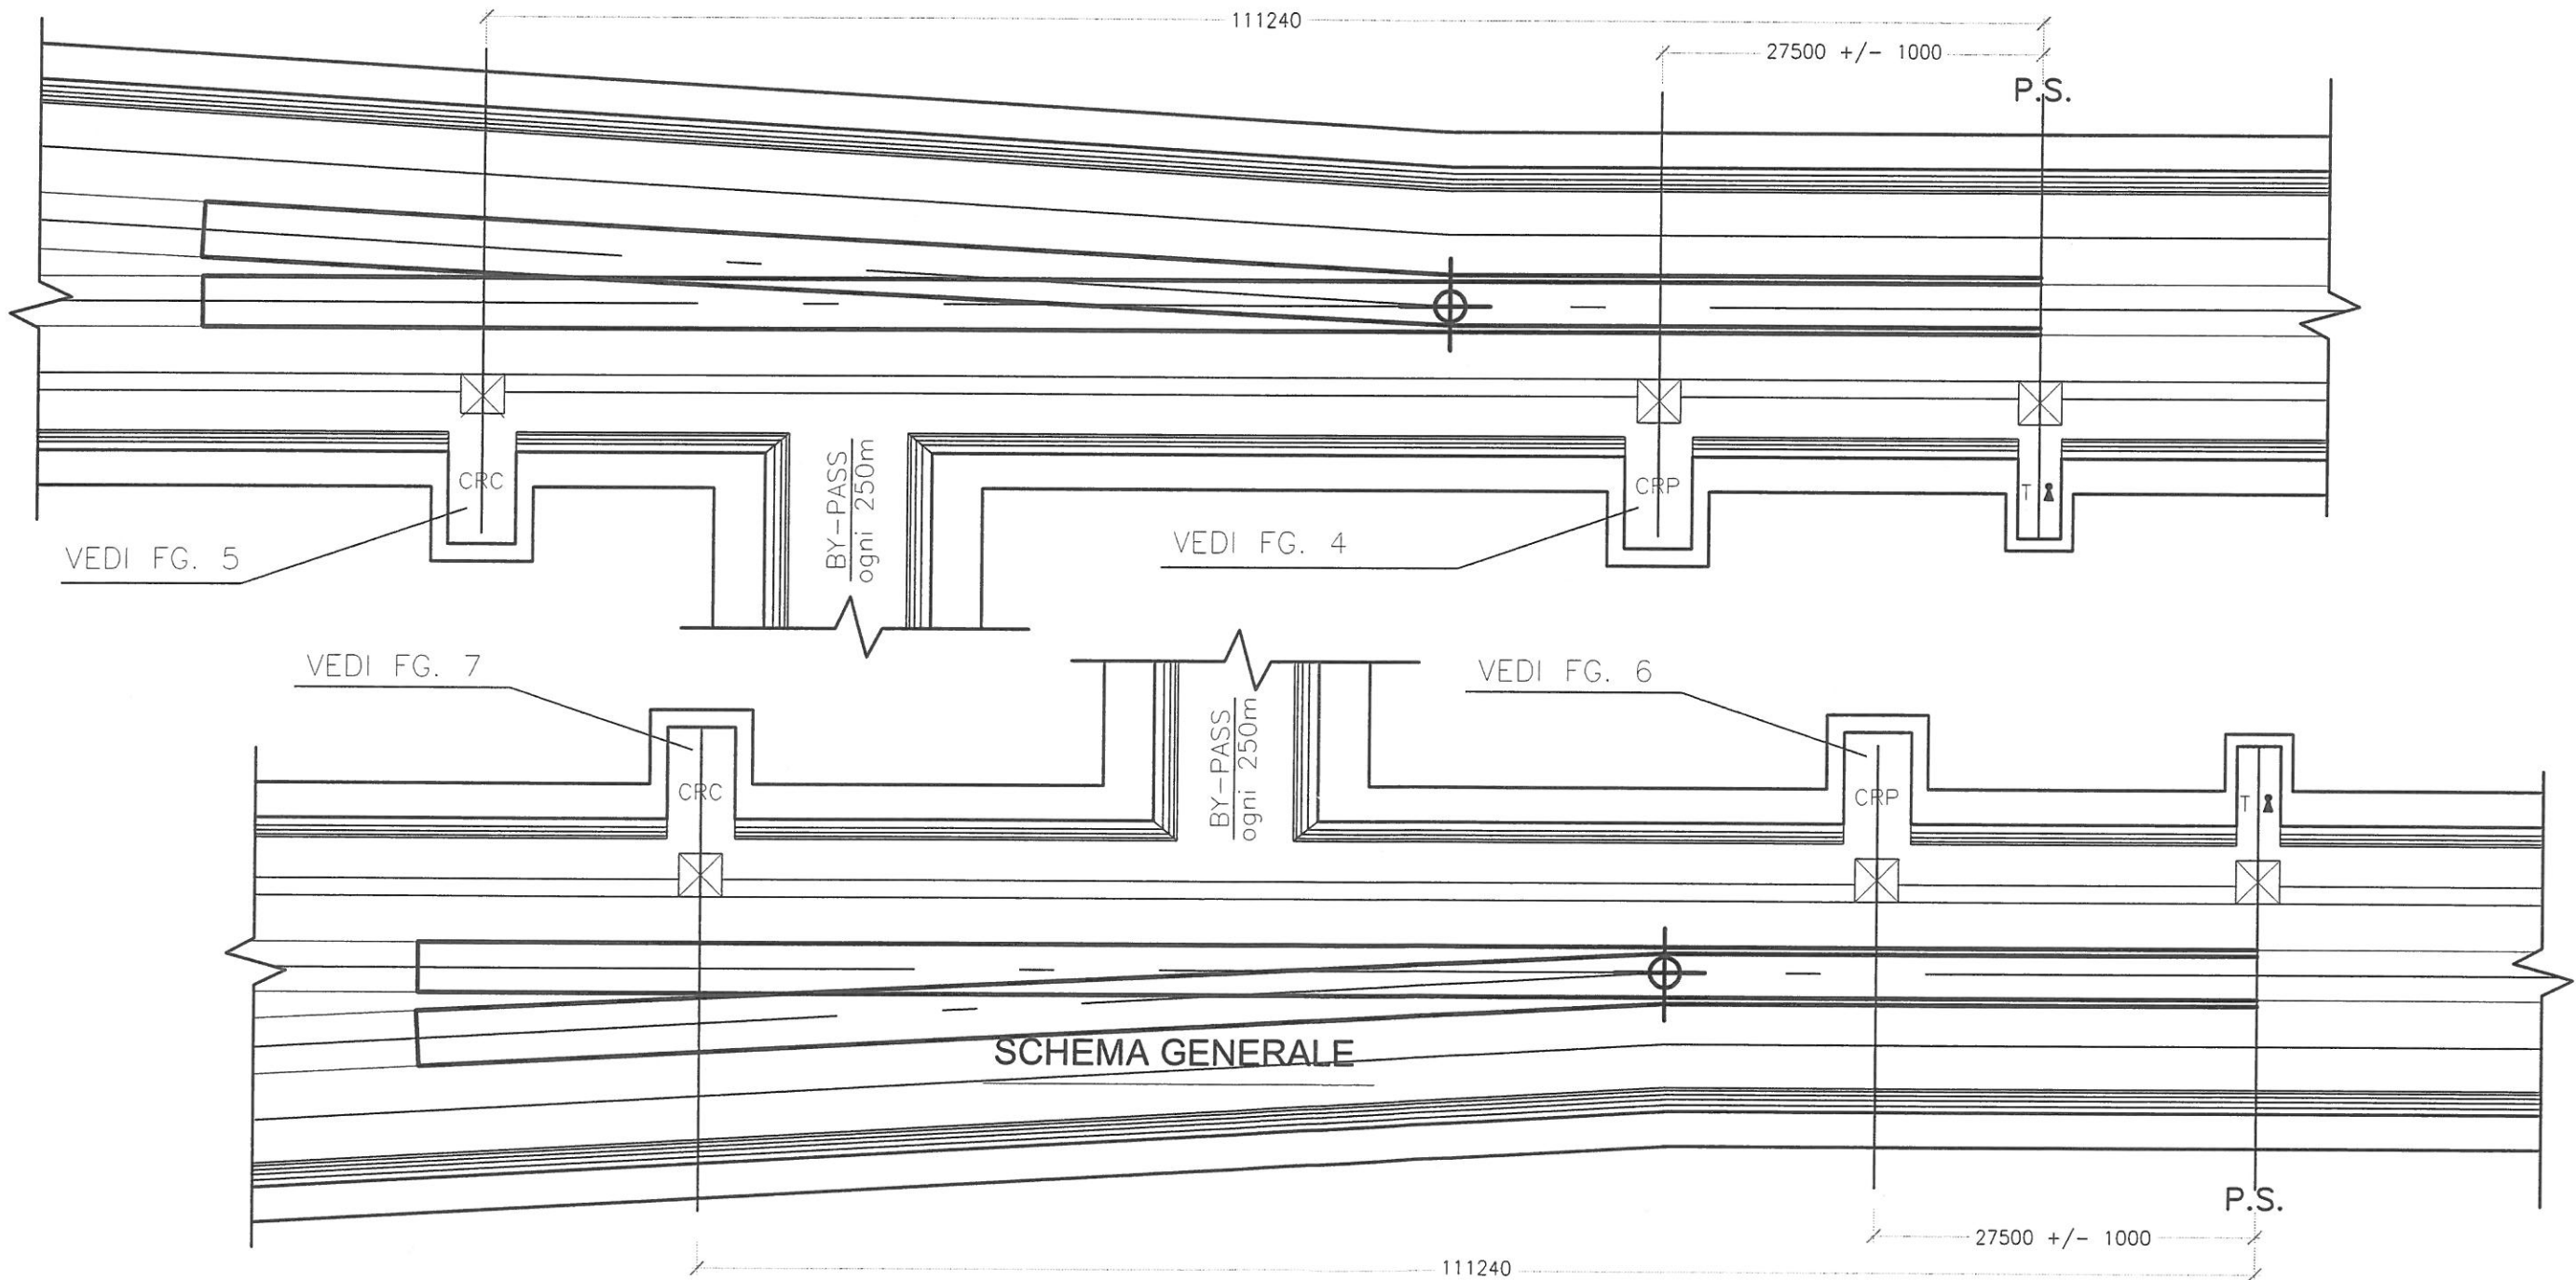 111240
27500 +/- 1000
P.S.
CRC
CRP
T
BY-PASS
ogni 250m
VEDI FG. 5
VEDI FG. 4
VEDI FG. 7
VEDI FG. 6
BY-PASS
ogni 250m
CRC
CRP
T
SCHEMA GENERALE
P.S.
27500 +/- 1000
111240